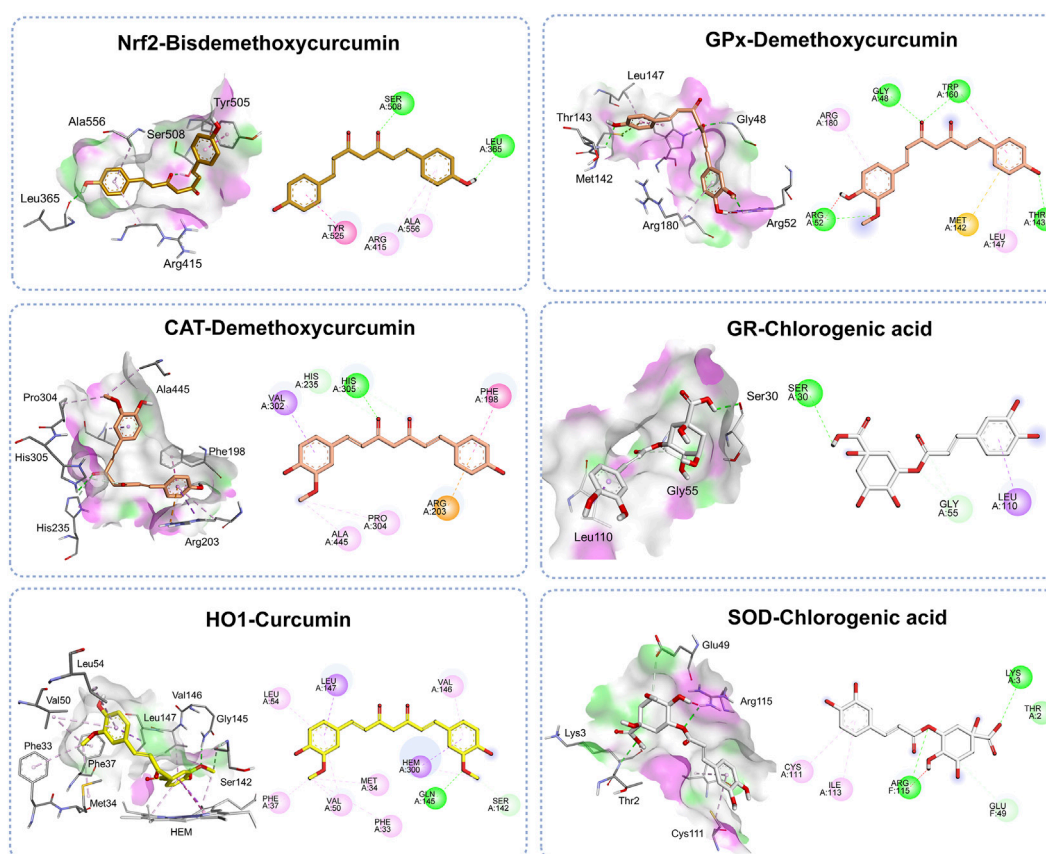 Nrf2-Bisdemethoxycurcumin
Tyr505
Ala556
Ser508
Leu365
Arg415
SER
A:508
LEU
A:365
TYR
A:525
ARG
A:415
ALA
A:556
GPx-Demethoxycurcumin
Leu147
Thr143
Gly48
Met142
Arg180
Arg52
GLY
A:48
TRP
A:160
ARG
A:180
ARG
A:52
MET
A:142
LEU
A:147
THR
A:143
CAT-Demethoxycurcumin
Ala445
Pro304
His305
Phe198
His235
Arg203
HIS
A:235
HIS
A:305
VAL
A:302
PHE
A:198
ARG
A:203
PRO
A:304
ALA
A:445
GR-Chlorogenic acid
Ser30
Gly55
Leu110
SER
A:30
GLY
A:55
LEU
A:110
HO1-Curcumin
Leu54
Val50
Val146
Leu147
Gly145
Phe33
Phe37
Met34
Ser142
HEM
LEU
A:54
LEU
A:147
VAL
A:146
HEM
A:300
MET
A:34
GLN
A:145
PHE
A:37
VAL
A:50
SER
A:142
PHE
A:33
SOD-Chlorogenic acid
Glu49
Arg115
Lys3
Thr2
Cys111
LYS
A:3
THR
A:2
CYS
A:111
ILE
A:113
ARG
F:115
GLU
F:49